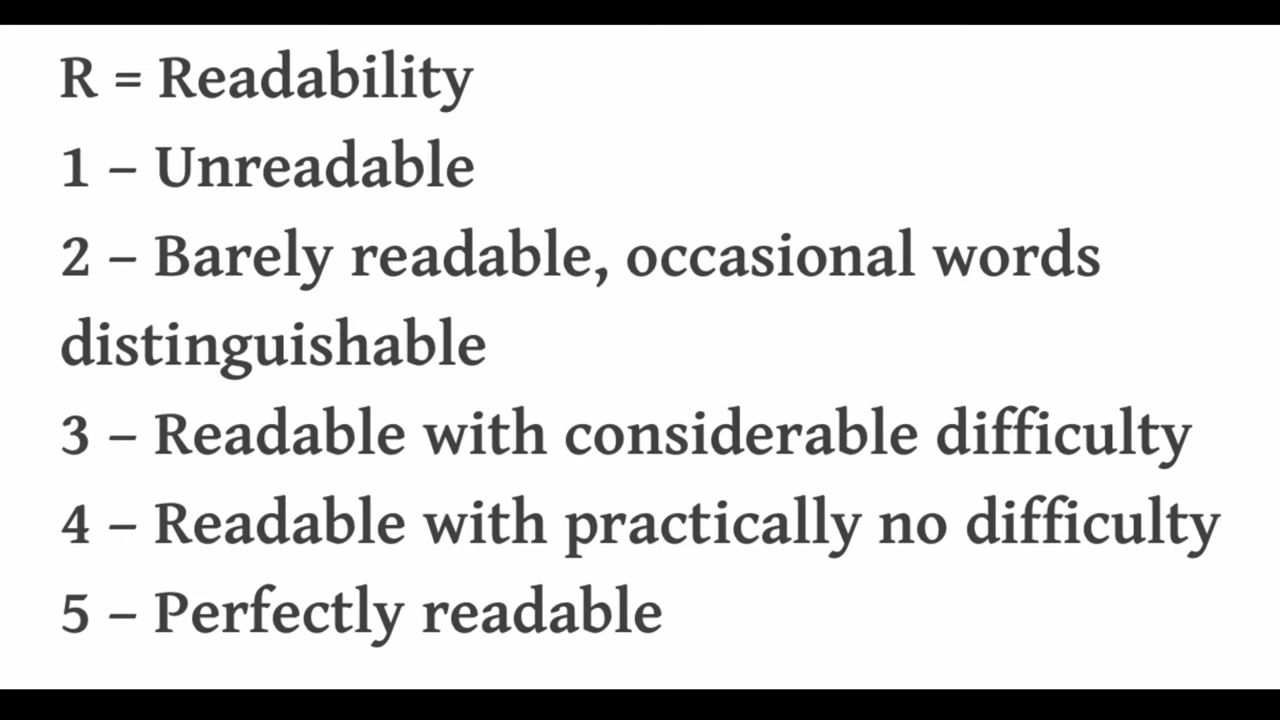 R = Readability
1 – Unreadable
2 – Barely readable, occasional words
distinguishable
3 – Readable with considerable difficulty
4 – Readable with practically no difficulty
5 – Perfectly readable